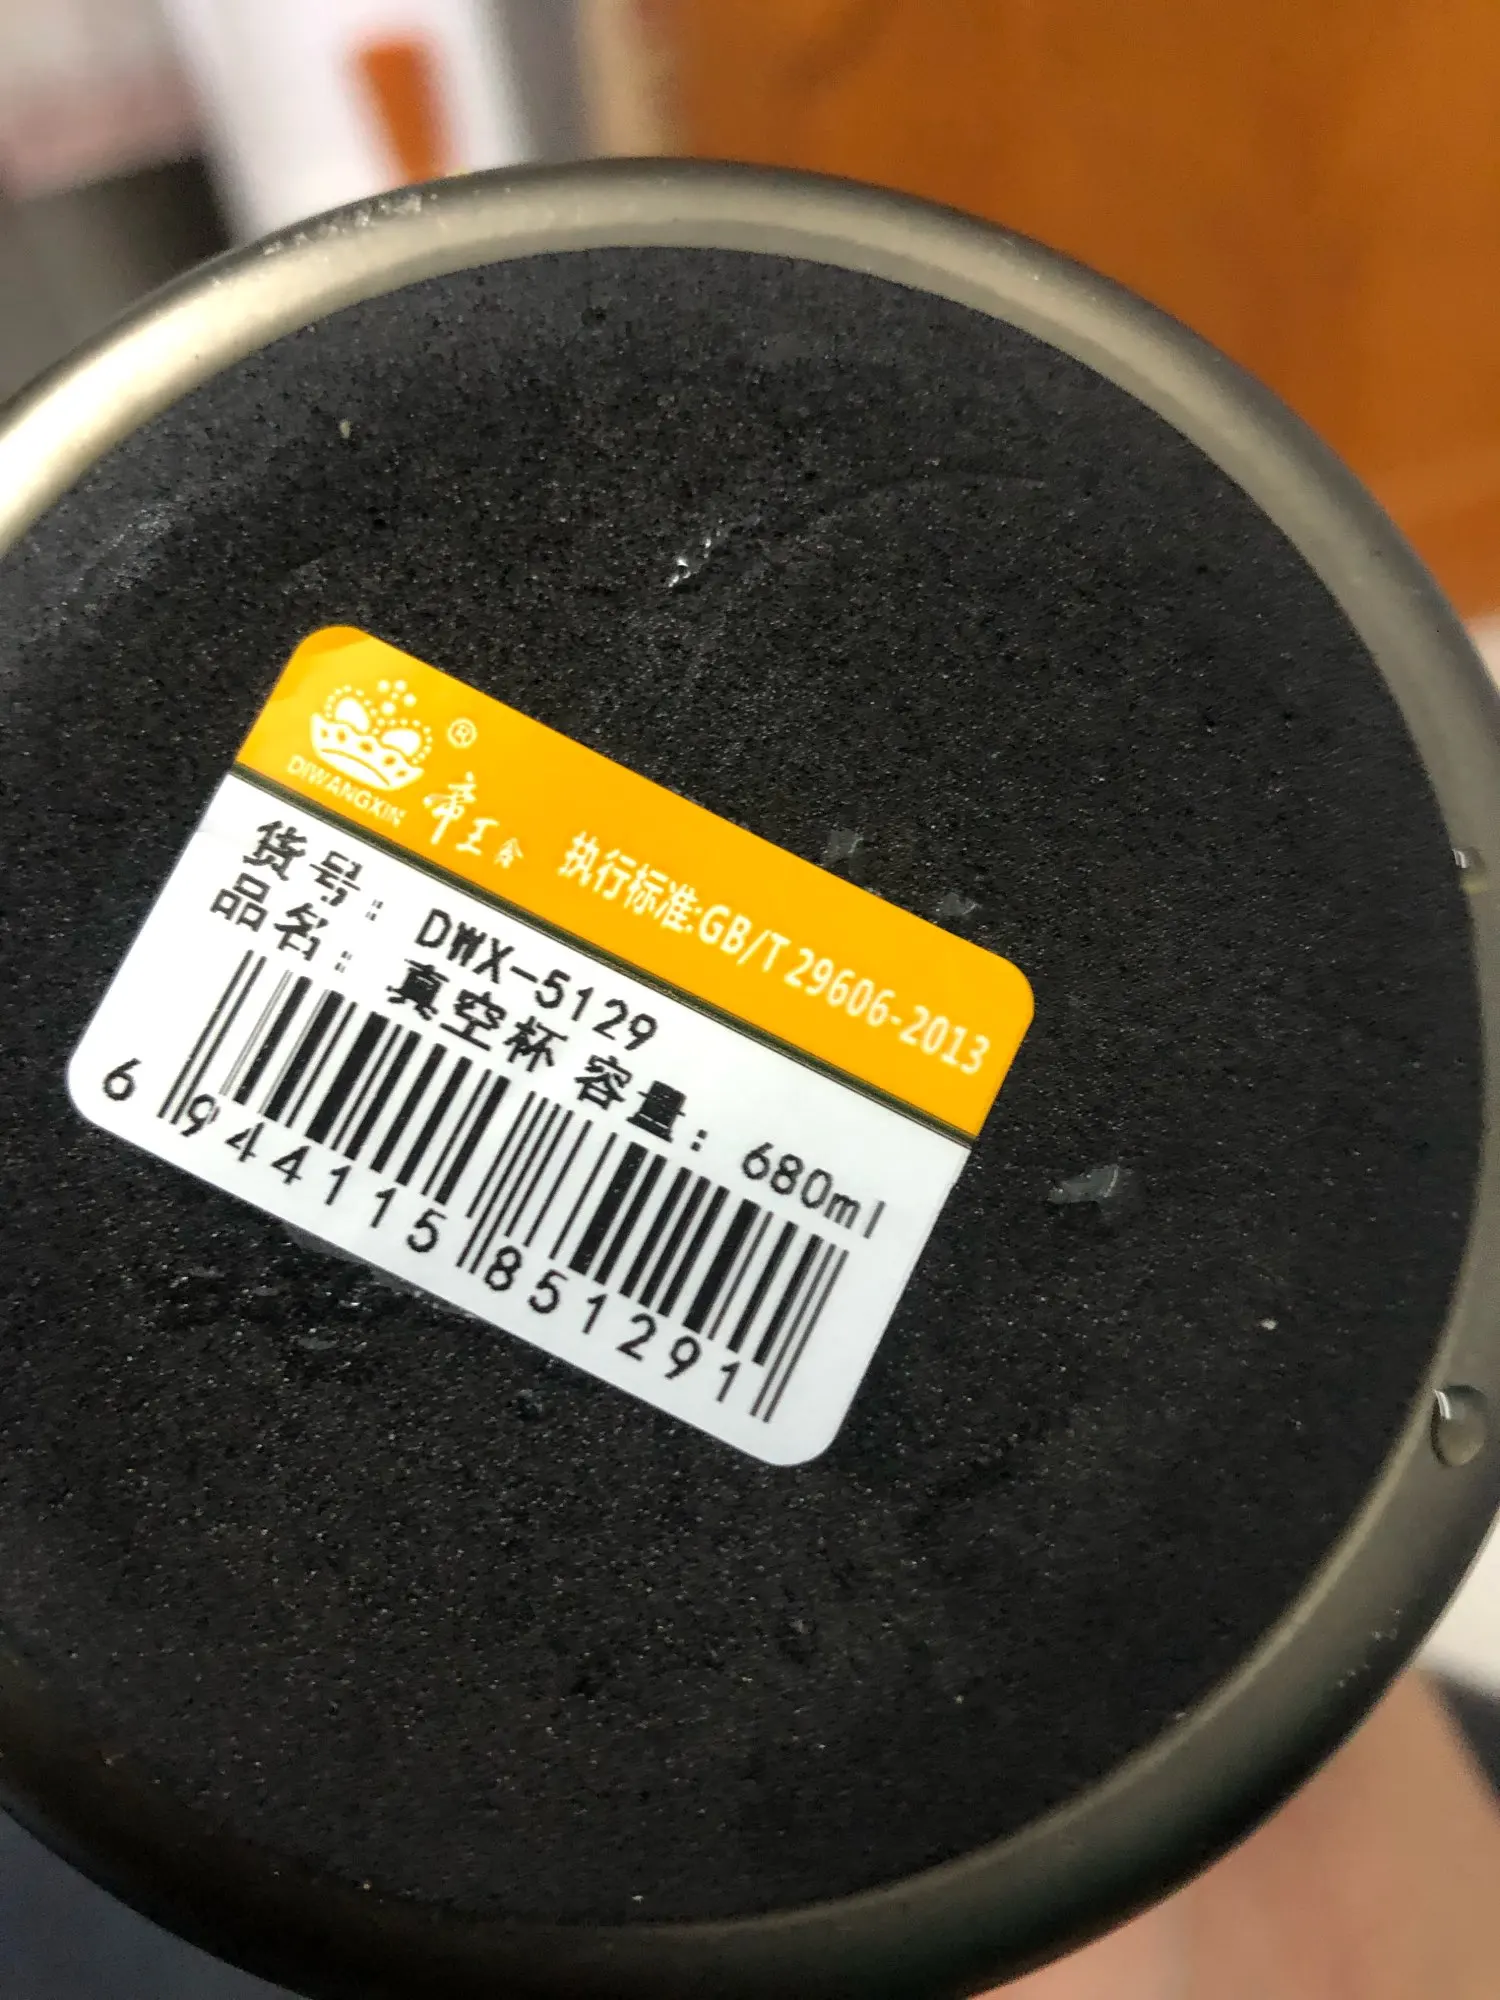 ®
DIWANGXIN
帝王合 执行标准:GB/T 29606-2013
货号: DWX-5129
品名: 真空杯 容量: 680ml
6 944115 851291